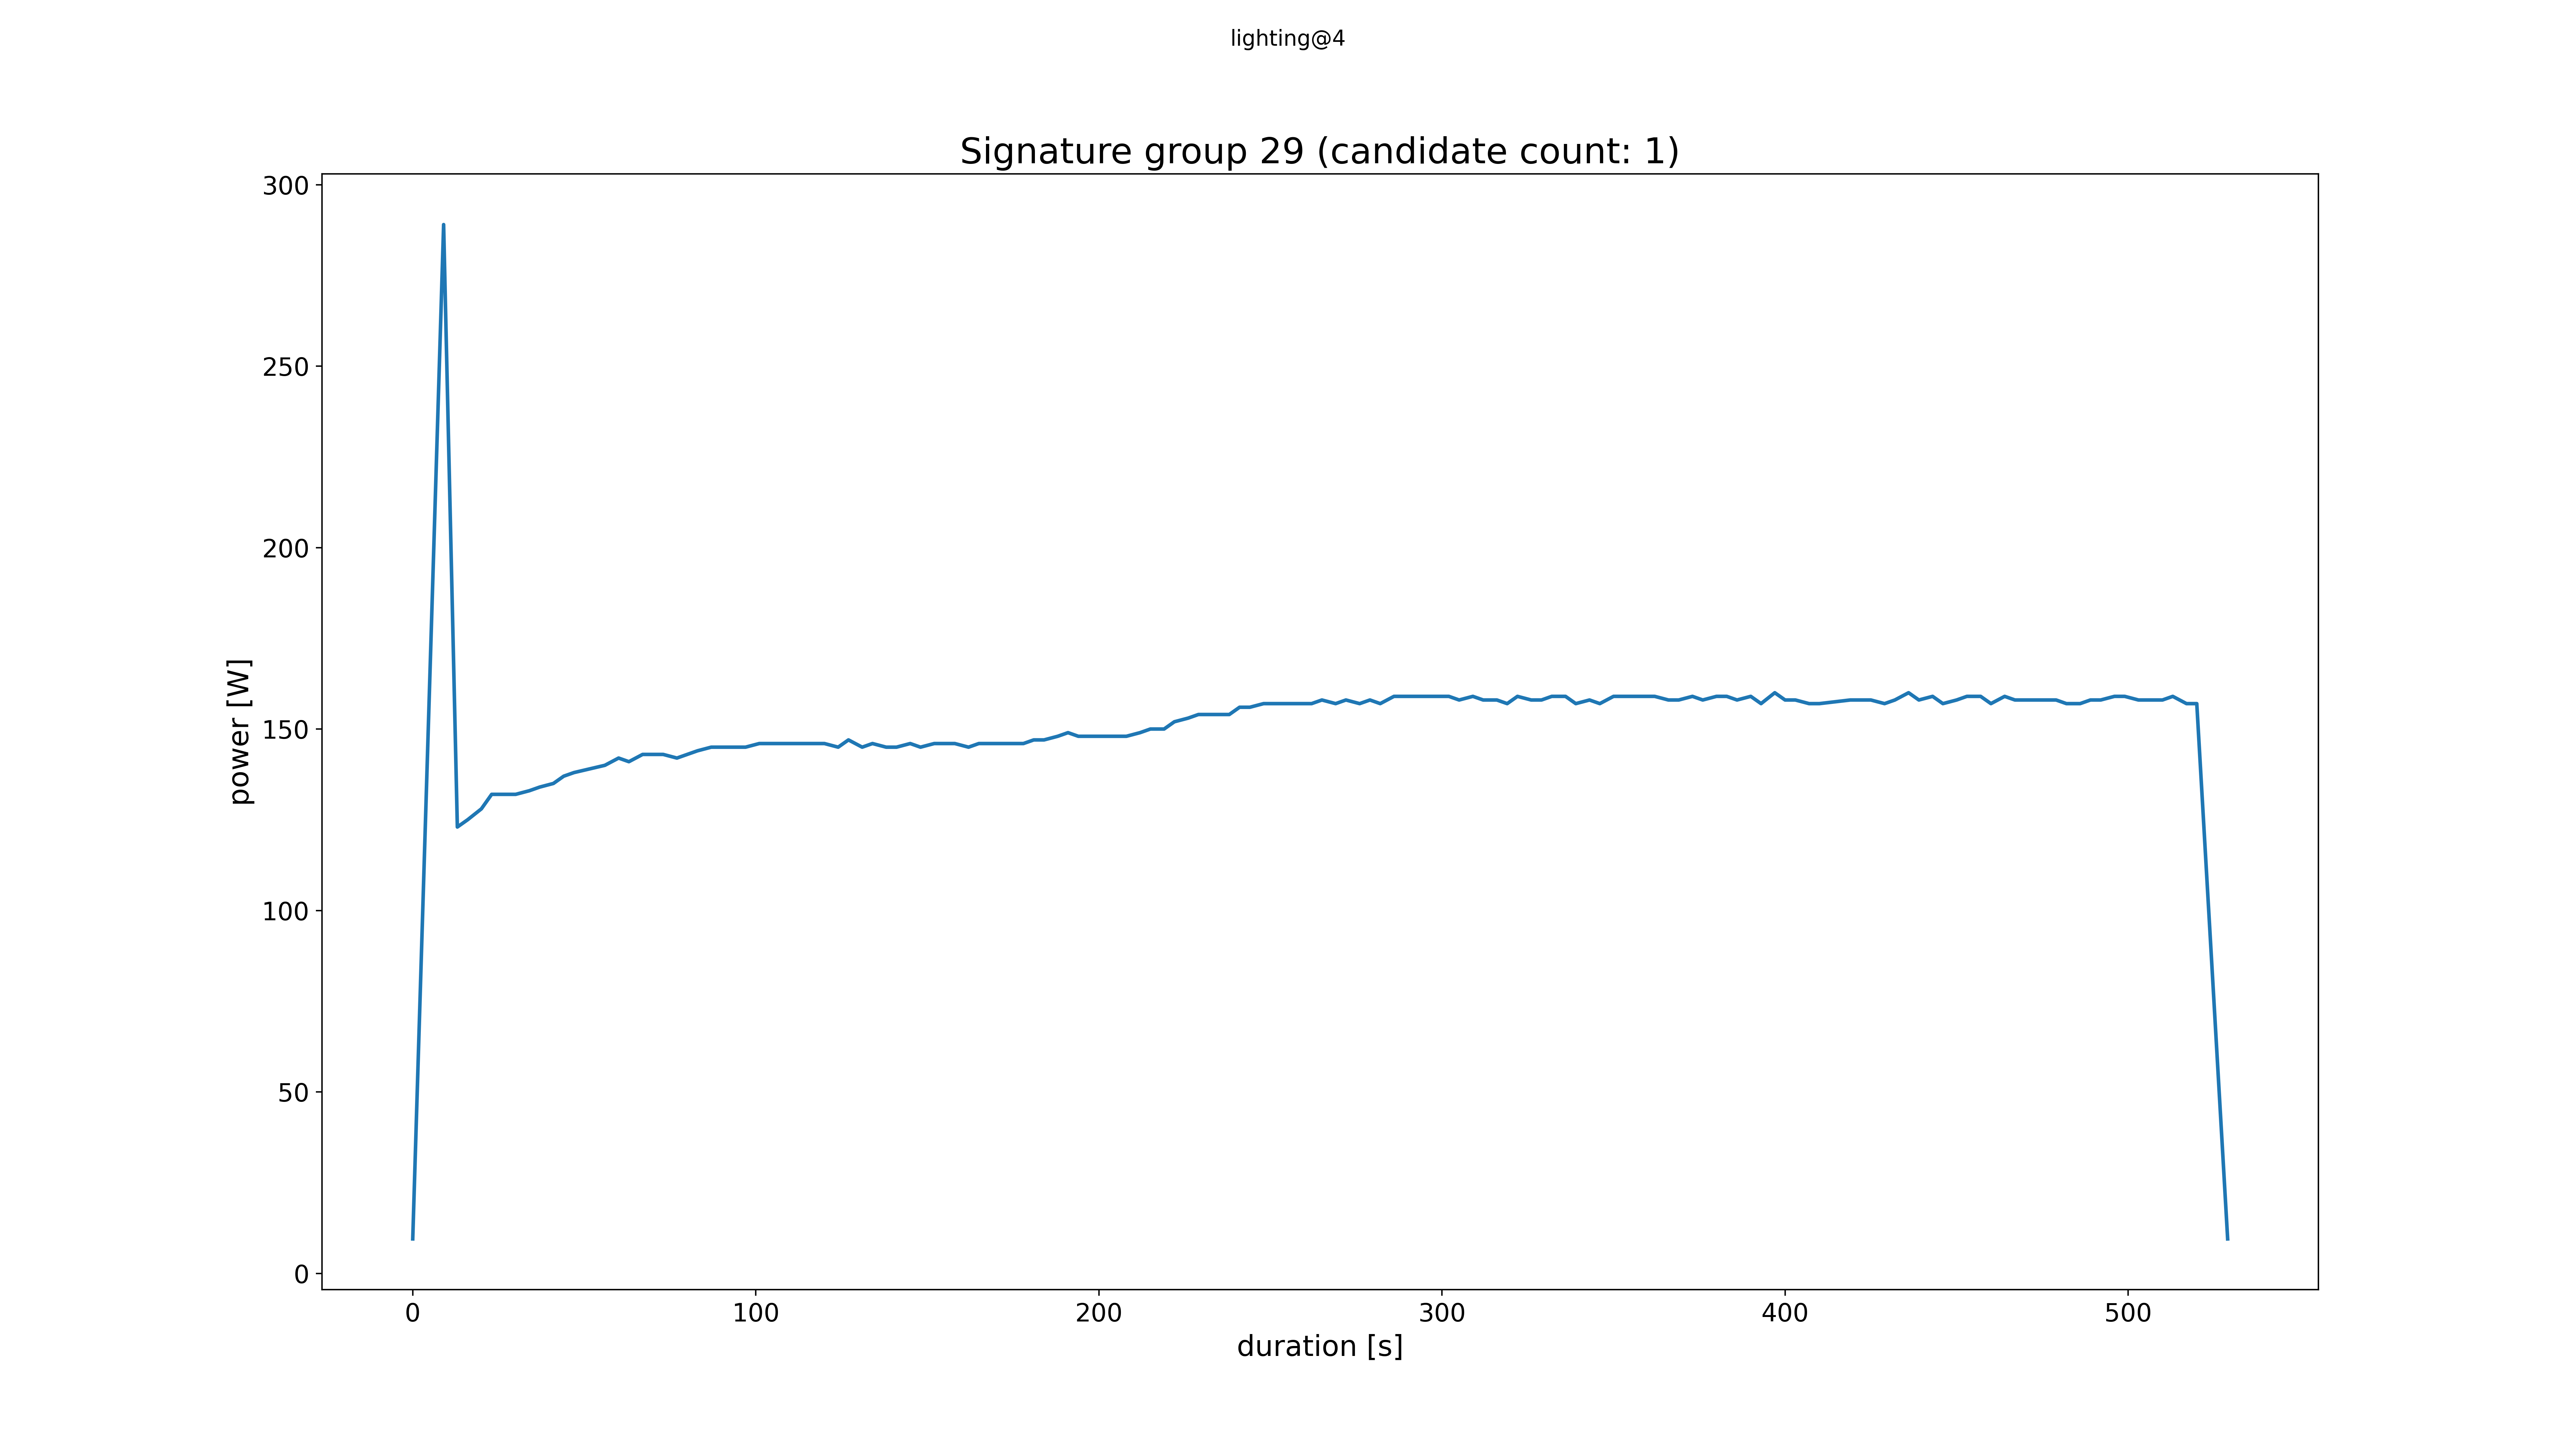 lighting@4
Signature group 29 (candidate count: 1)
300
250
200
150
100
50
0
power [W]
0 100 200 300 400 500
duration [s]